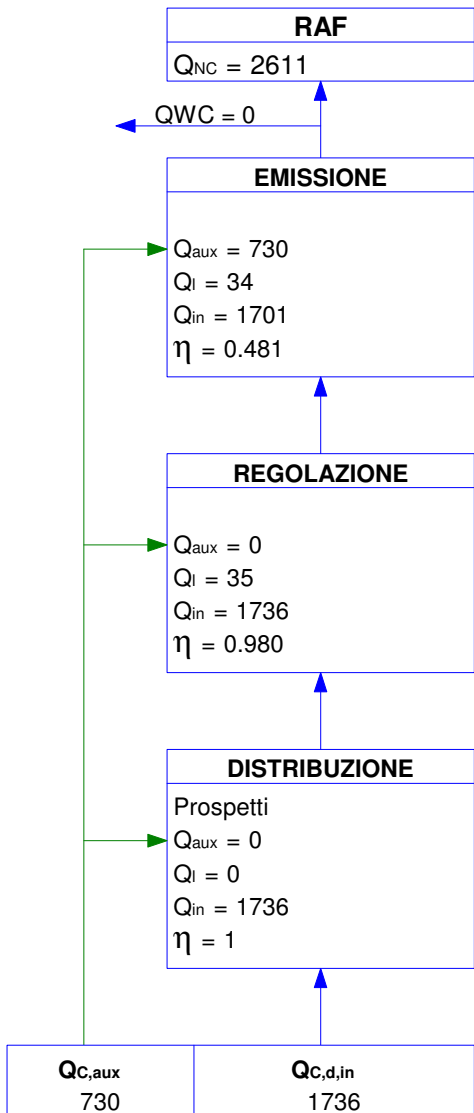 RAF
QNC = 2611
QWC = 0
EMISSIONE
Qaux = 730
Ql = 34
Qin = 1701
η = 0.481
REGOLAZIONE
Qaux = 0
Ql = 35
Qin = 1736
η = 0.980
DISTRIBUZIONE
Prospetti
Qaux = 0
Ql = 0
Qin = 1736
η = 1
QC,aux QC,d,in
730 1736